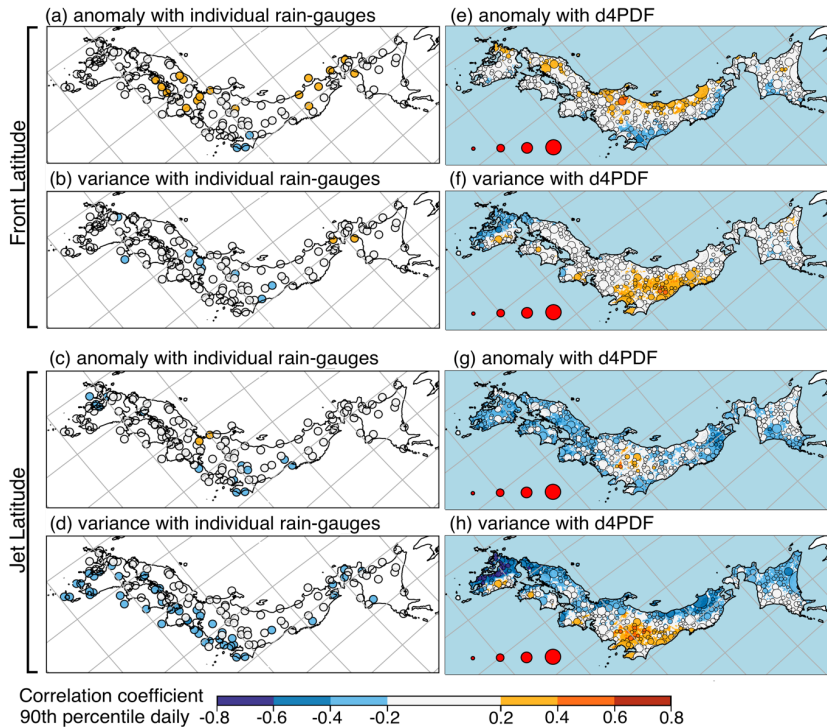 (a) anomaly with individual rain-gauges
(e) anomaly with d4PDF
Front Latitude
(b) variance with individual rain-gauges
(f) variance with d4PDF
(c) anomaly with individual rain-gauges
(g) anomaly with d4PDF
Jet Latitude
(d) variance with individual rain-gauges
(h) variance with d4PDF
Correlation coefficient
90th percentile daily
-0.8 -0.6 -0.4 -0.2 0.2 0.4 0.6 0.8